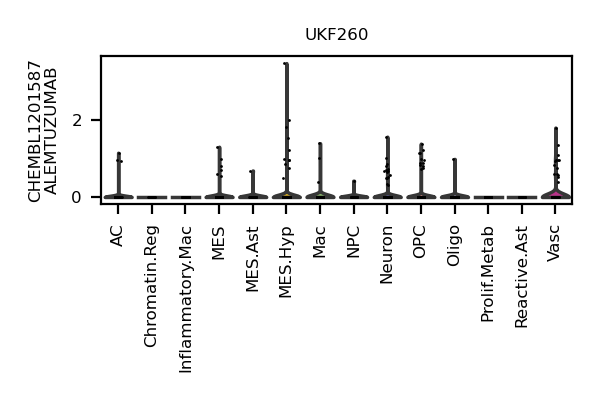 UKF260
CHEMBL1201587
ALEMTUZUMAB
2
0
AC
Chromatin.Reg
Inflammatory.Mac
MES
MES.Ast
MES.Hyp
Mac
NPC
Neuron
OPC
Oligo
Prolif.Metab
Reactive.Ast
Vasc